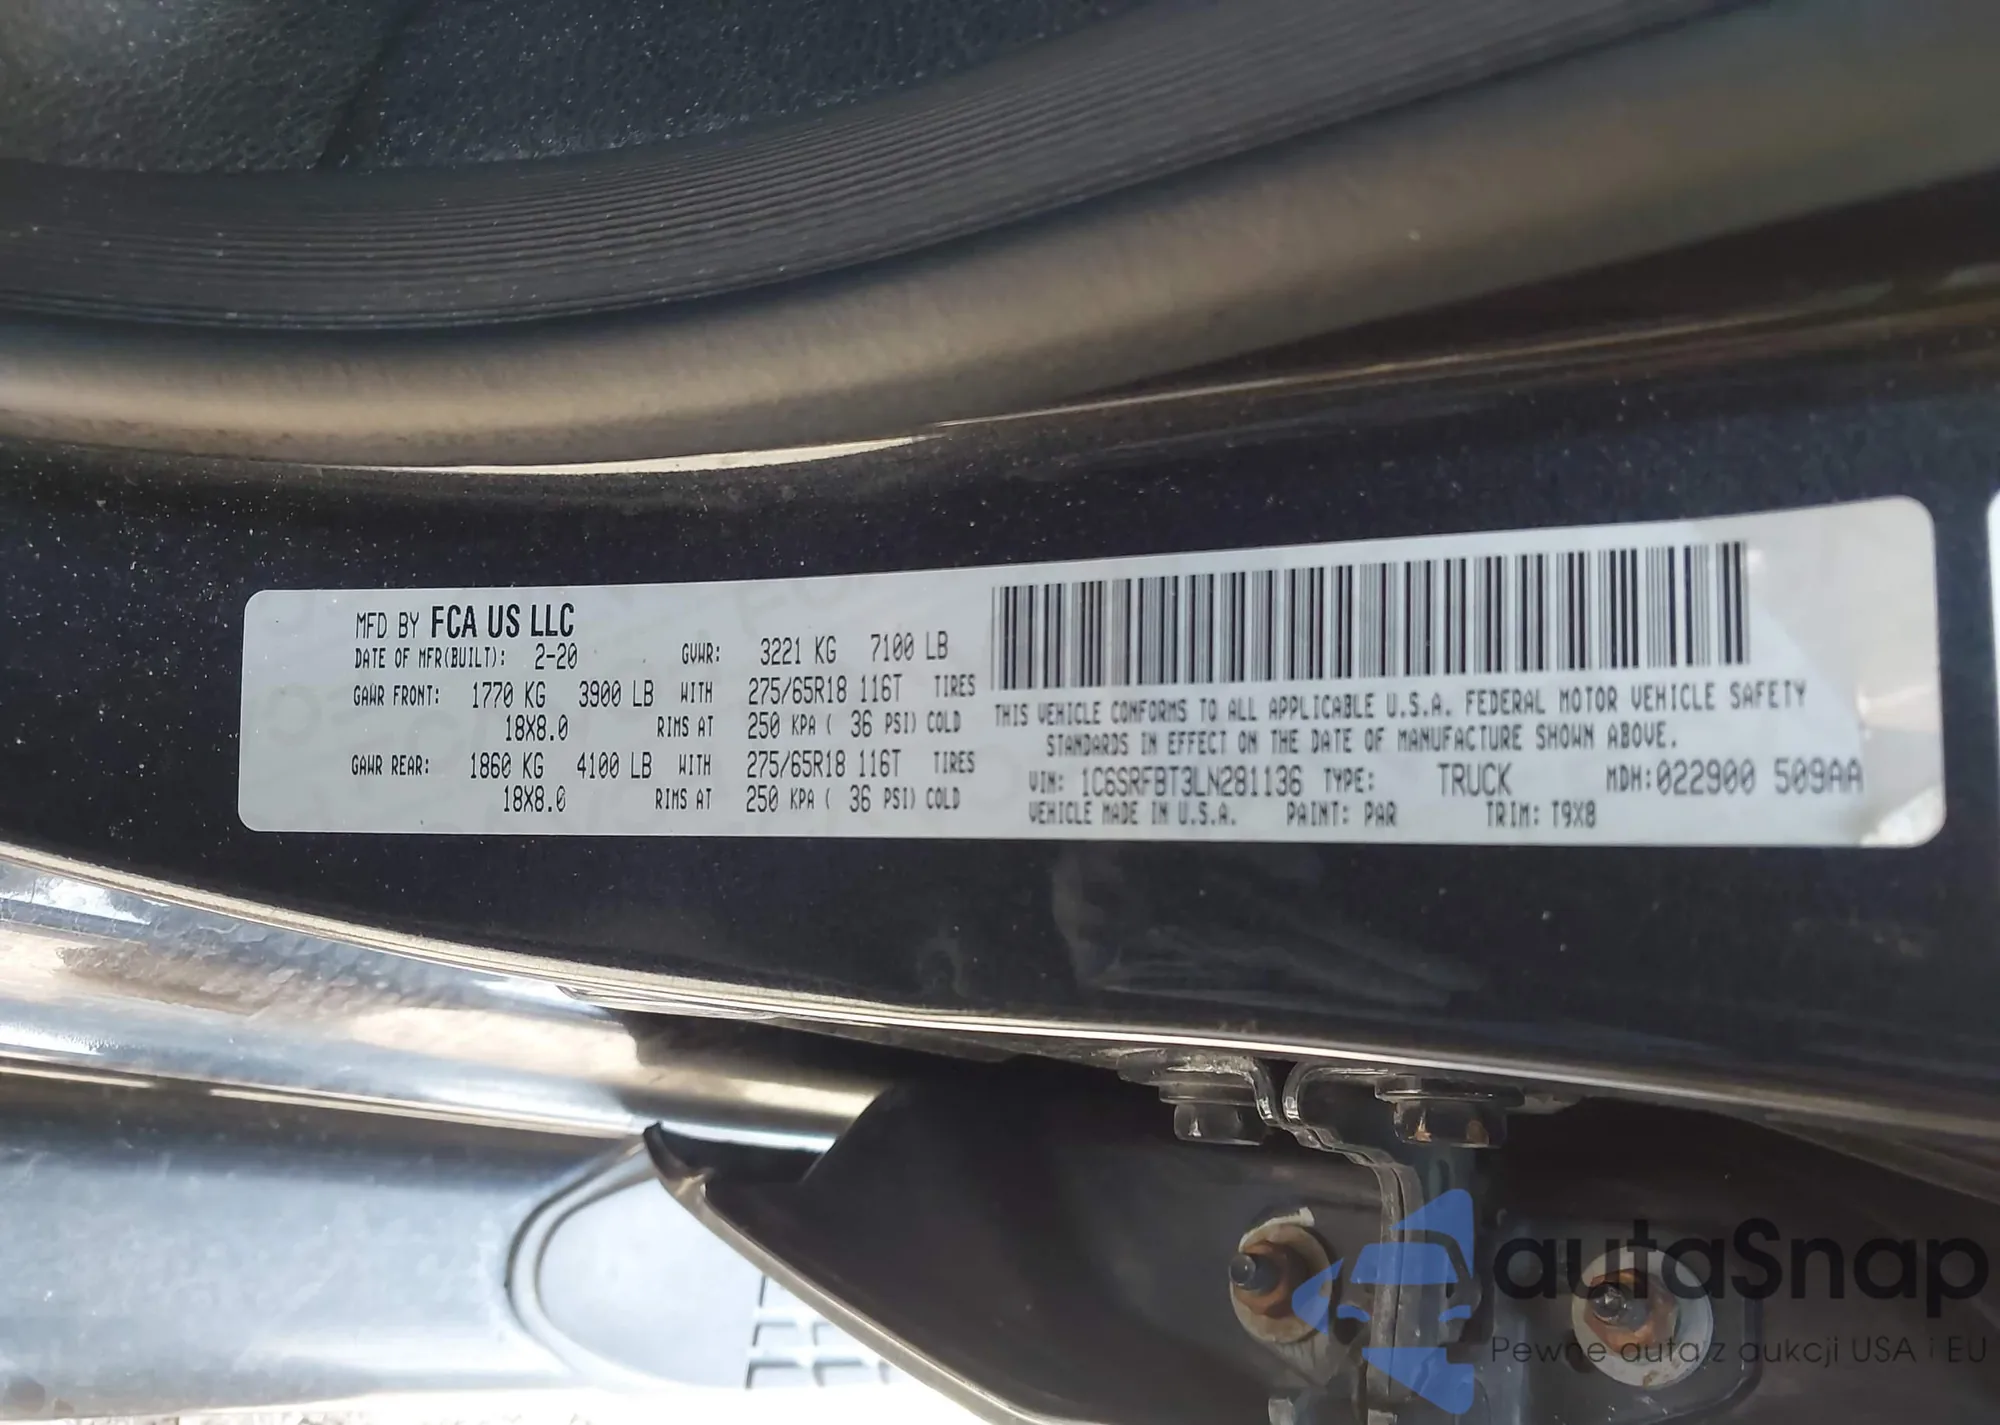 MFD BY FCA US LLC
DATE OF MFR(BUILT): 2-20 GVWR: 3221 KG 7100 LB
GAWR FRONT: 1770 KG 3900 LB WITH 275/65R18 116T TIRES
18X8.0 RIMS AT 250 KPA ( 36 PSI) COLD
GAWR REAR: 1860 KG 4100 LB WITH 275/65R18 116T TIRES
18X8.0 RIMS AT 250 KPA ( 36 PSI) COLD
THIS VEHICLE CONFORMS TO ALL APPLICABLE U.S.A. FEDERAL MOTOR VEHICLE SAFETY
STANDARDS IN EFFECT ON THE DATE OF MANUFACTURE SHOWN ABOVE.
VIN: 1C6SRFBT3LN281136 TYPE: TRUCK MDH:022900 509AA
VEHICLE MADE IN U.S.A. PAINT: PAR TRIM: T9X8
autaSnap
Pewne auta z aukcji USA i EU